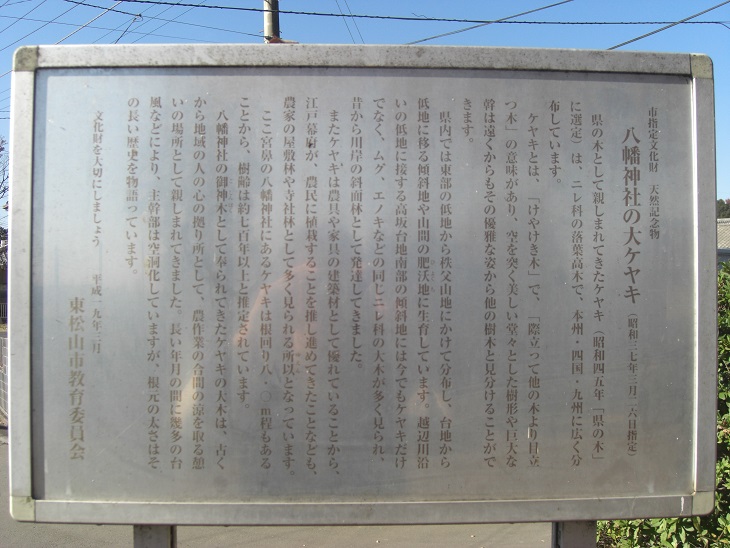 市指定文化財　天然記念物
八幡神社の大ケヤキ（昭和三七年三月二六日指定）
県の木として親しまれてきたケヤキ（昭和四五年「県の木」
に選定）は、ニレ科の落葉高木で、本州・四国・九州に広く分
布しています。
ケヤキとは、「けやけき木」で、「際立って他の木より目立
つ木」の意味があり、空を突く美しい堂々とした樹形や巨大な
幹は遠くからもその優雅な姿から他の樹木と見分けることがで
きます。
県内では東部の低地から秩父山地にかけて分布し、台地から
低地に移る傾斜地や山間の肥沃地に生育しています。越辺川沿
いの低地に接する高坂台地南部の傾斜地には今でもケヤキだけ
でなく、ムグ、エノキなどの同じニレ科の大木が多く見られ、
昔から川岸の斜面林として発達してきました。
またケヤキは農具や家具の建築材として優れていることから、
江戸幕府が、農民に植栽することを推し進めてきたことなども、
農家の屋敷林や寺社林として多く見られる所以となっています。
ここ宮鼻の八幡神社にあるケヤキは根回り八．〇ｍ程もある
ことから、樹齢は約七百年以上と推定されています
八幡神社の御神木として奉られてきたケヤキの大木は、古く
から地域の人の心の拠り所として、農作業の合間の涼を取る憩
いの場所として親しまれてきました。長い年月の間に幾多の台
風などにより、主幹部は空洞化していますが、根元の太さはそ
の長い歴史を物語っています。
文化財を大切にしましょう　平成一九年三月
東松山市教育委員会